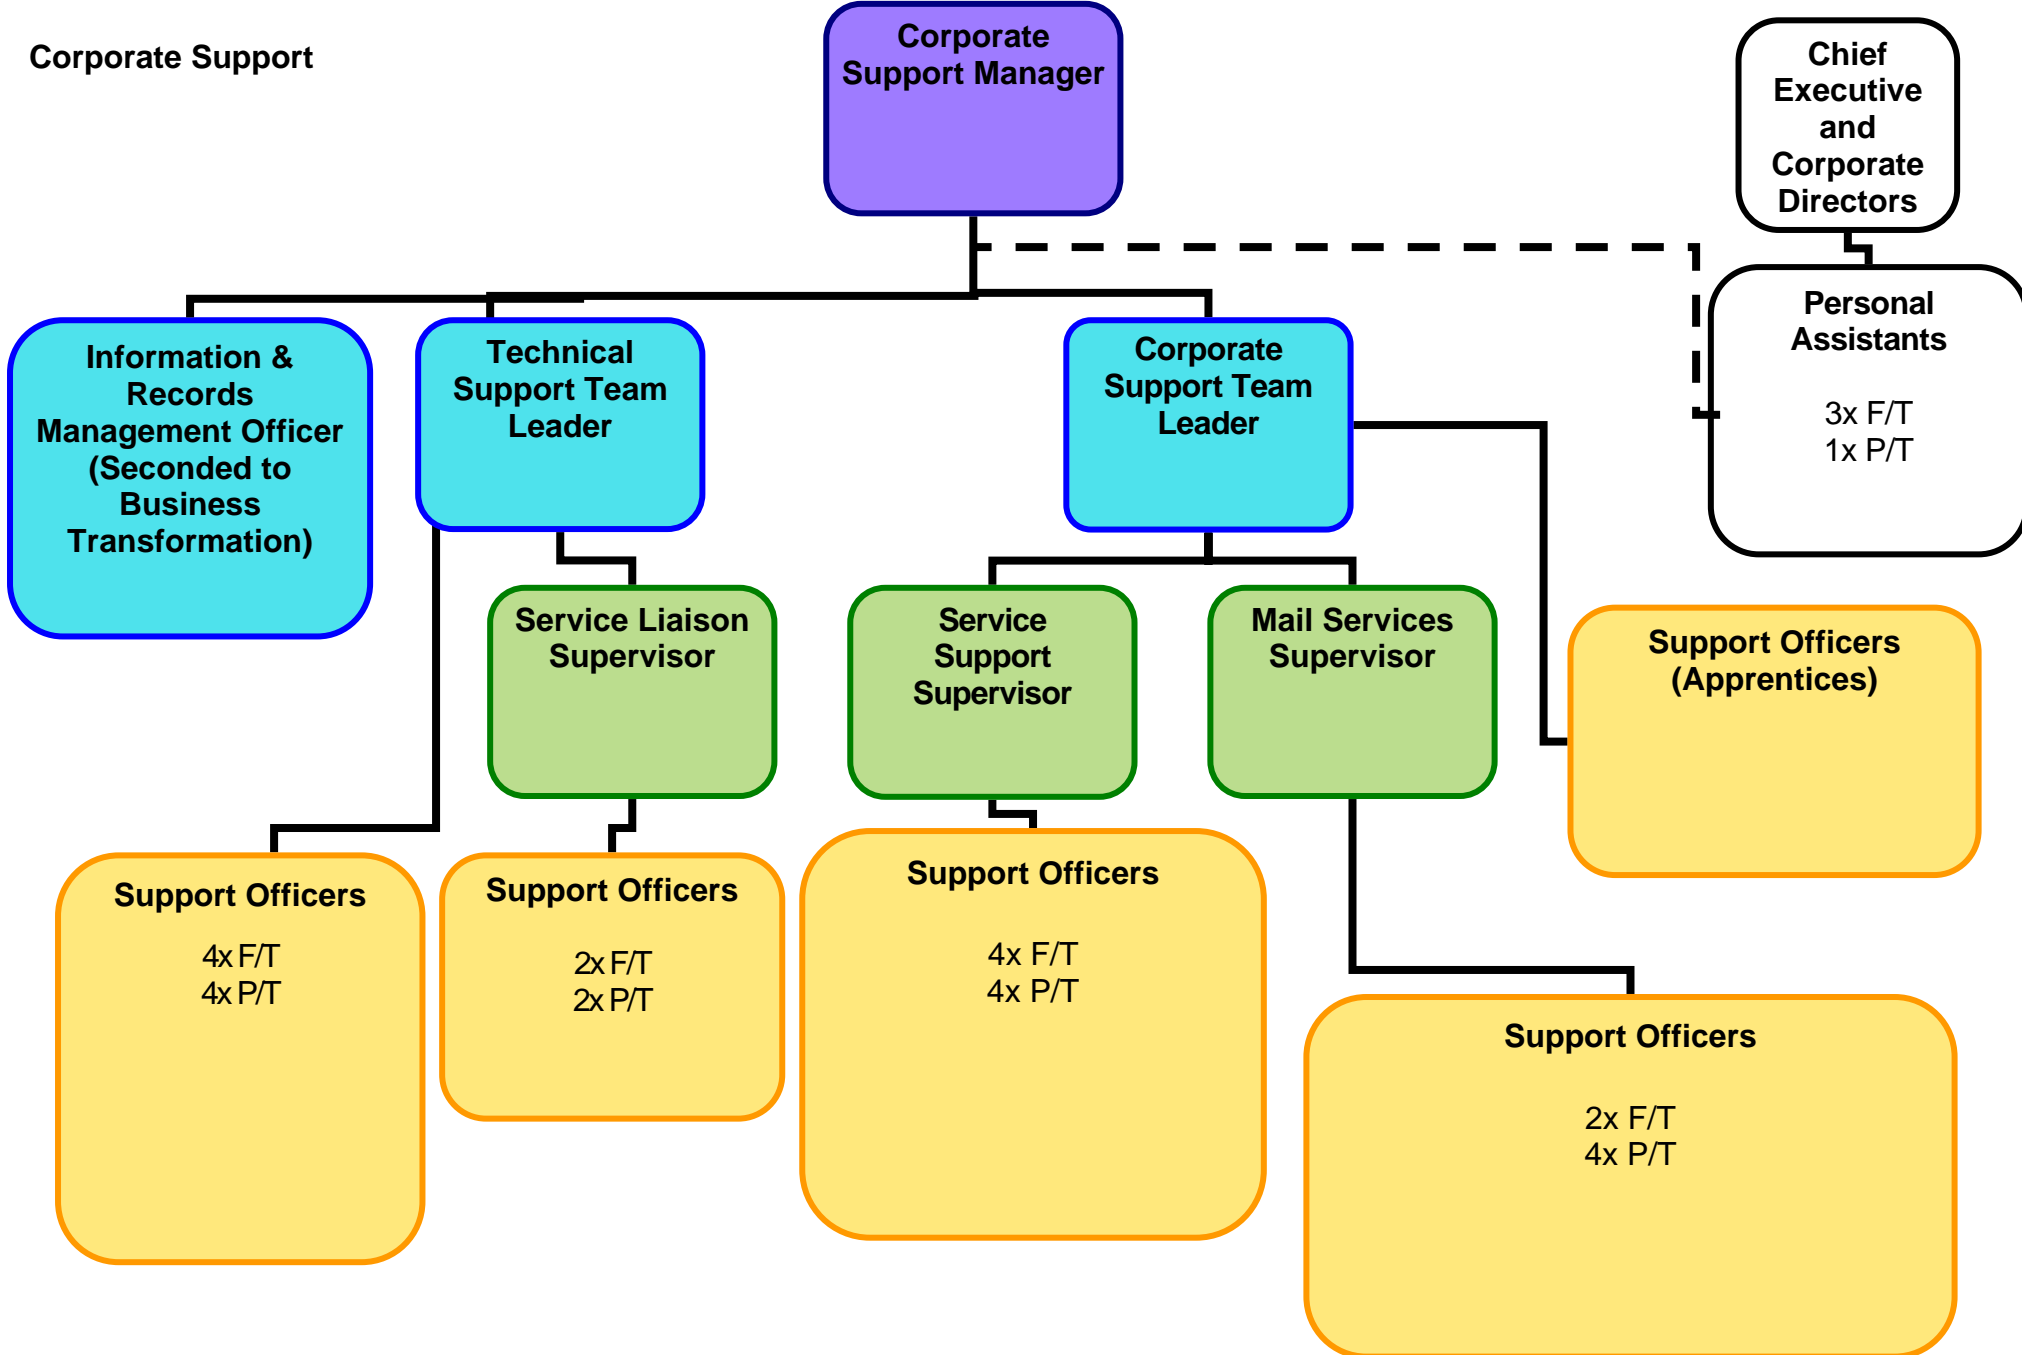 Corporate Support
Corporate
Support Manager
Chief
Executive
and
Corporate
Directors
Personal
Assistants
3x F/T
1x P/T
Information &
Records
Management Officer
(Seconded to
Business
Transformation)
Technical
Support Team
Leader
Corporate
Support Team
Leader
Service Liaison
Supervisor
Service
Support
Supervisor
Mail Services
Supervisor
Support Officers
(Apprentices)
Support Officers
4x F/T
4x P/T
Support Officers
2x F/T
2x P/T
Support Officers
4x F/T
4x P/T
Support Officers
2x F/T
4x P/T